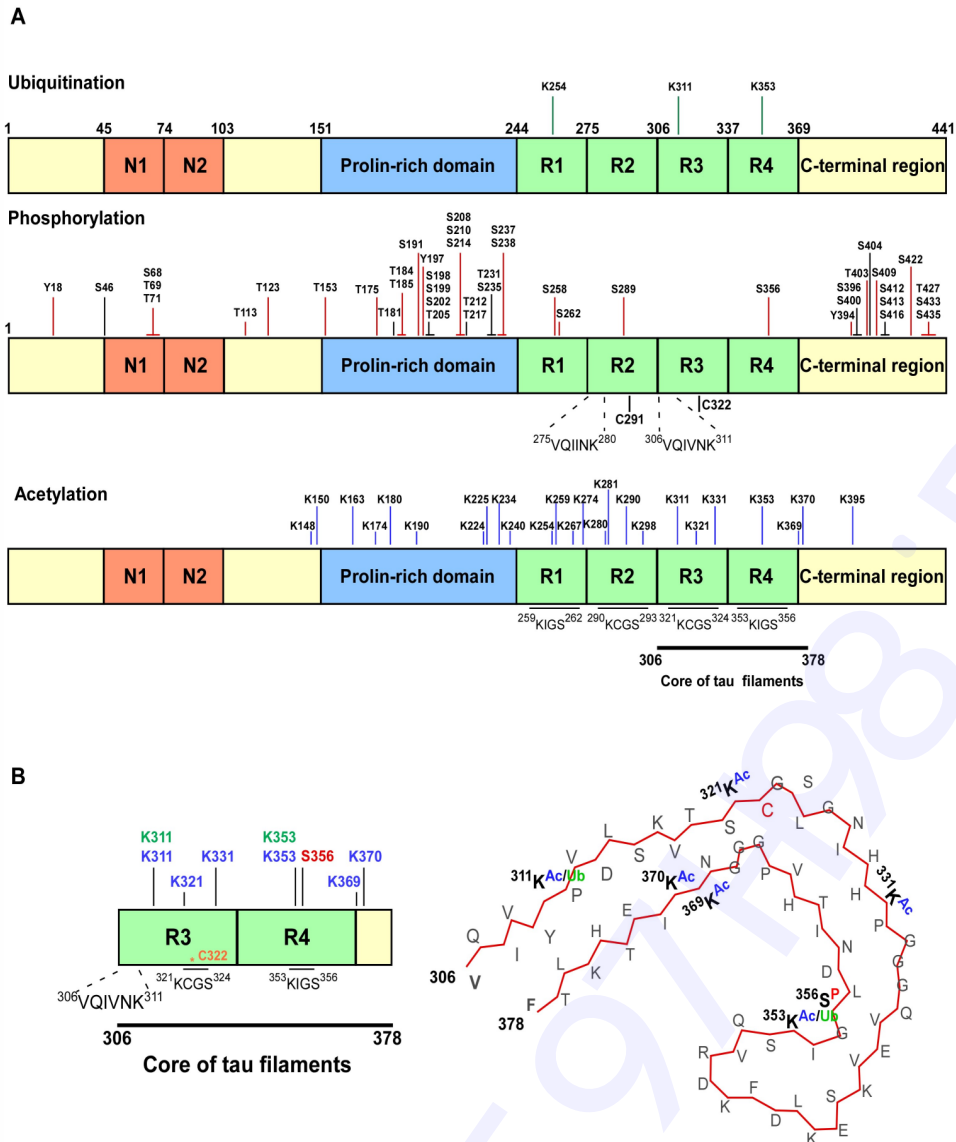 A
Ubiquitination
K254 K311 K353
1 45 74 103 151 244 275 306 337 369 441
N1 N2 Prolin-rich domain R1 R2 R3 R4 C-terminal region
Phosphorylation
S208
S210
S214
S237
S238
S191
Y197
S404
S422
Y18
S46
S68
T69
T71
T113
T123
T153
T175
T181
T184
T185
S198
S199
S202
T205
T212
T217
T231
S235
S258
S262
S289
S356
T403
S409
S396
S400
Y394
S412
S413
S416
T427
S433
S435
1
N1 N2 Prolin-rich domain R1 R2 R3 R4 C-terminal region
C291 C322
275VQIINK280 306VQIVNK311
Acetylation
K281
K150 K163 K180 K225 K234 K259 K274 K290 K311 K331 K353 K370 K395
K148 K174 K190 K224 K240 K254 K267 K280 K298 K321 K369
N1 N2 Prolin-rich domain R1 R2 R3 R4 C-terminal region
259KIGS262 290KCGS293 321KCGS324 353KIGS356
306 378
Core of tau filaments
B
K311 K353
K311 K331 K353 S356 K370
K321 K369
R3 R4
* C322
321KCGS324 353KIGS356
306VQIVNK311
306 378
Core of tau filaments
306
V Q I V Y 311KAc/Ub P V D L S K V T S 321KAc C G S L G N I H H 331KAc P G G G Q V E V K S E K L D F K D R V Q S 353KAc/Ub I G 356SP L D N I T H V P G G G N 370KAc 369KAc I E T H K L T F
378